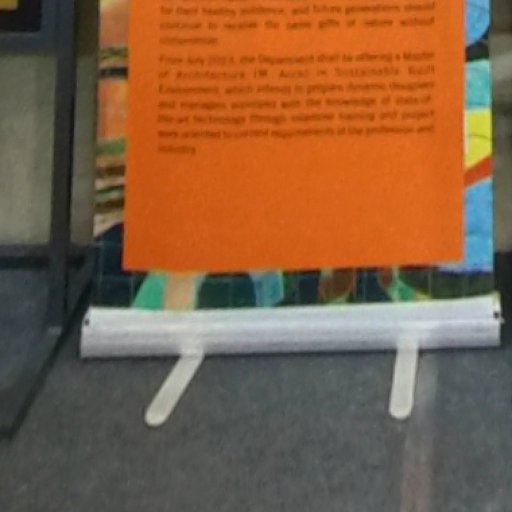 for their healthy existence, and future generations should
continue to receive the same gifts of nature without
compromise.
From July 2023, the Department shall be offering a Master
of Architecture (M. Arch) in Sustainable Built
Environment, which intends to prepare dynamic designers
and managers equipped with the knowledge of state-of-
the-art technology through intensive training and project
work oriented to current requirements of the profession and
industry.